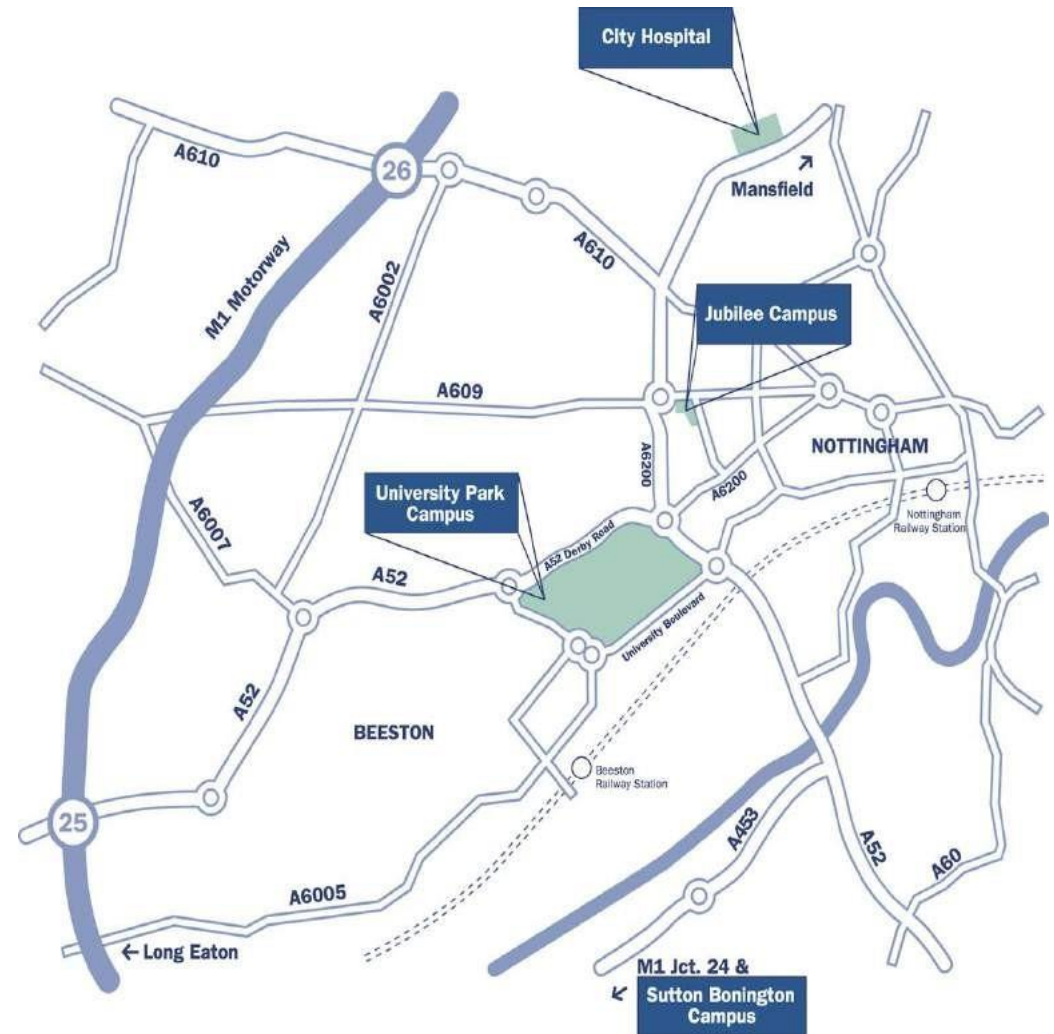 City Hospital
A610
26
Mansfield
M1 Motorway
A6002
A610
Jubilee Campus
A609
A6200
NOTTINGHAM
A6200
University Park
Campus
Nottingham
Railway Station
A6007
A52 Derby Road
A52
University Boulevard
A52
BEESTON
Beeston
Railway Station
25
A453
A52
A60
A6005
Long Eaton
M1 Jct. 24 &
Sutton Bonington
Campus